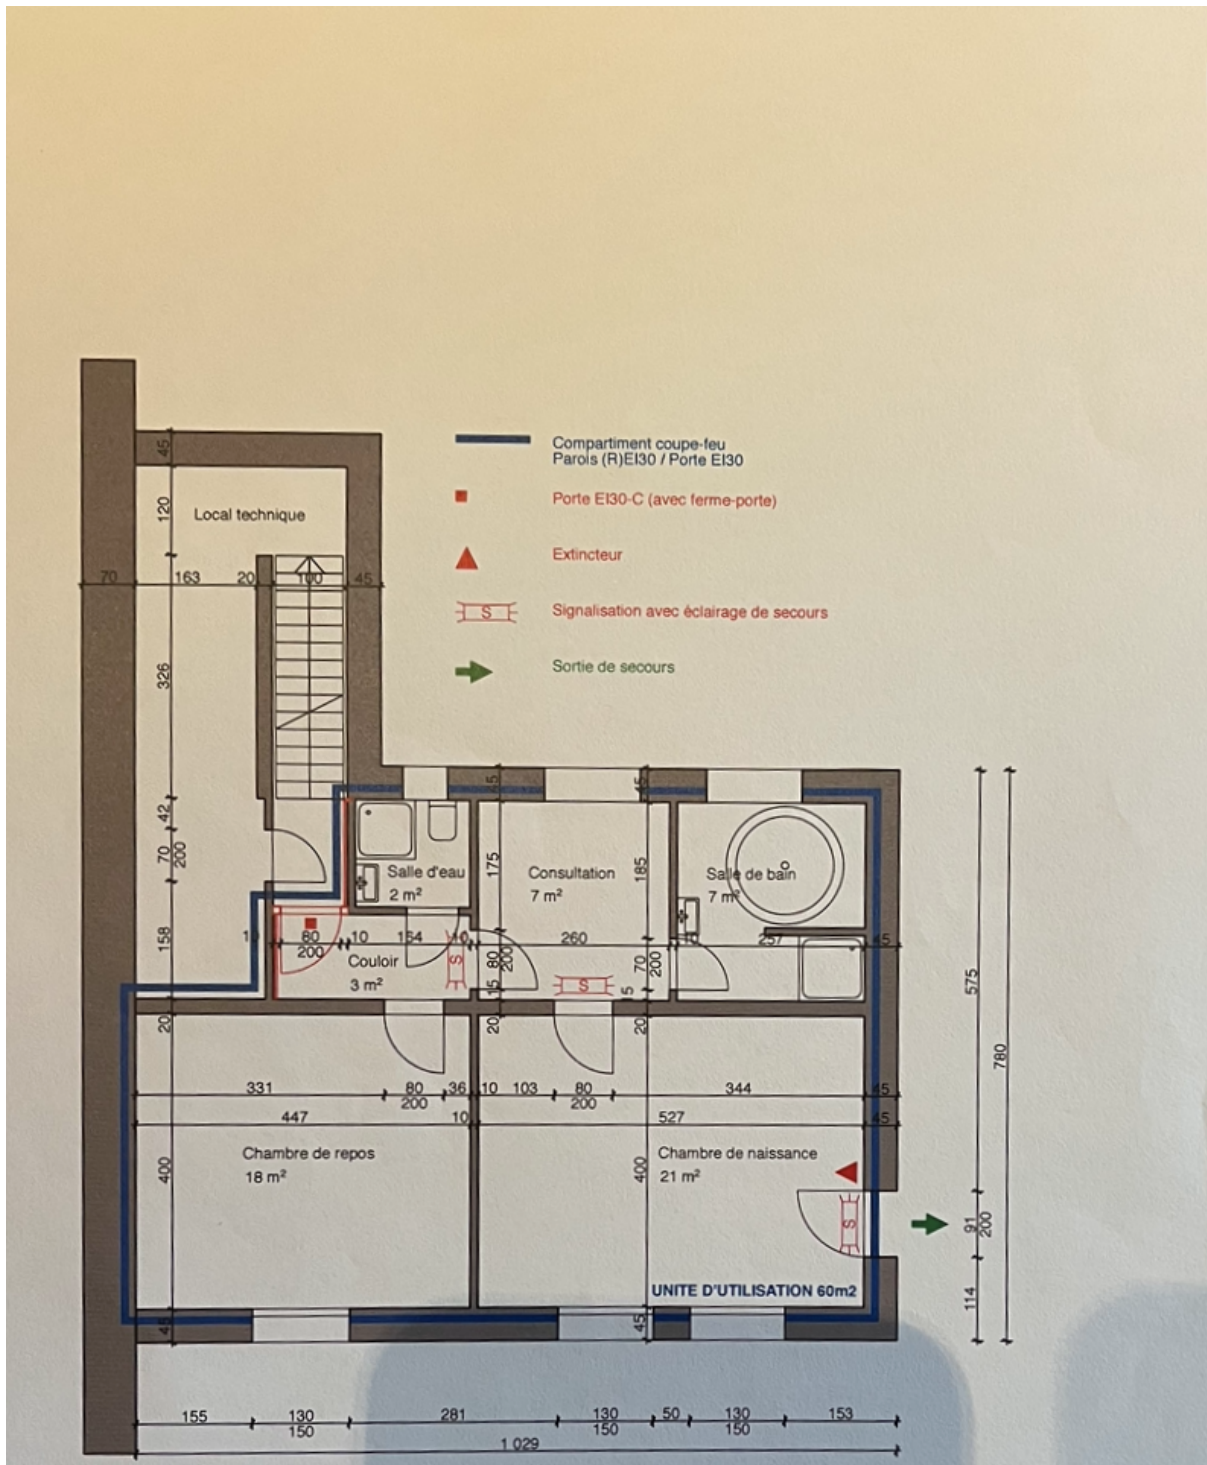 Compartiment coupe-feu
Parois (R)EI30 / Porte EI30
Porte EI30-C (avec ferme-porte)
Extincteur
S
Signalisation avec éclairage de secours
Sortie de secours
45
120
Local technique
70
163
20
100
45
326
42
70
200
158
45
45
175
185
Salle d'eau
2 m²
Consultation
7 m²
Salle de bain
7 m²
80
200
10
154
10
260
10
257
45
Couloir
3 m²
S
80
200
15
S
70
200
15
20
20
20
331
80
200
36
10
103
80
200
344
45
447
10
527
45
Chambre de repos
18 m²
Chambre de naissance
21 m²
400
400
S
UNITE D'UTILISATION 60m2
45
45
575
780
91
200
114
155
130
150
281
130
150
50
130
150
153
1 029